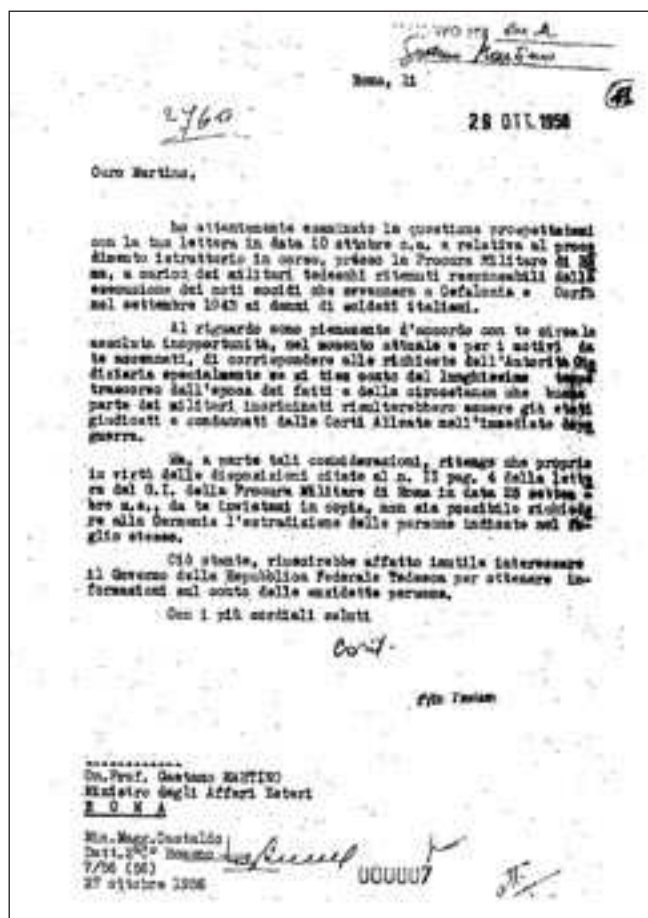 Roma, li
2760
29 OTT. 1956
Caro Martino,
ho attentamente esaminato la questione prospettatami
con la tua lettera in data 10 ottobre c.a. e relativa al proce
dimento istruttorio in corso, presso la Procura Militare di Ro
ma, a carico dei militari tedeschi ritenuti responsabili della
esecuzione dei noti eccidi che avvennero a Cefalonia e Corfù
nel settembre 1943 ai danni di soldati italiani.
Al riguardo sono pienamente d'accordo con te circa la
assoluta inopportunità, nel momento attuale e per i motivi da
te accennati, di corrispondere alle richieste dell'Autorità Giu
diziaria specialmente se si tien conto del lunghissimo tempo
trascorso dall'epoca dei fatti e della circostanza che buona
parte dei militari incriminati risulterebbero essere già stati
giudicati e condannati dalle Corti Alleate nell'immediato dopo
guerra.
Ma, a parte tali considerazioni, ritengo che proprio
in virtù delle disposizioni citate al n. II pag. 4 della lette
ra del G.I. della Procura Militare di Roma in data
bre u.s., da te inviatami in copia, non sia possibile richiede
re alla Germania l'estradizione delle persone indicate nel fo
glio stesso.
Ciò stante, riuscirebbe affatto inutile interessare
il Governo della Repubblica Federale Tedesca per ottenere in-
formazioni sul conto delle anzidette persone.
Con i più cordiali saluti
f/to Taviani
On.Prof. Gaetano MARTINO
Ministro degli Affari Esteri
R O M A
Min.Magg.Castaldo
7/56 (56)
27 ottobre 1956
000007